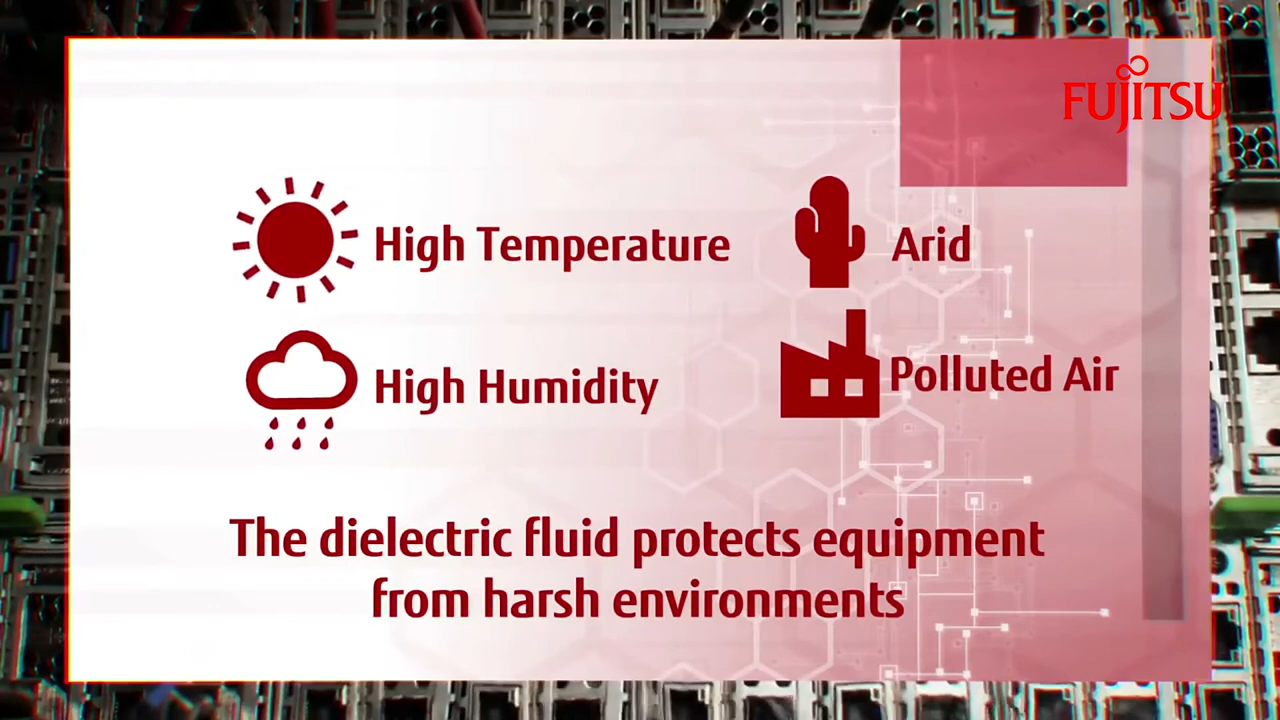 FUJITSU
High Temperature
Arid
High Humidity
Polluted Air
The dielectric fluid protects equipment
from harsh environments